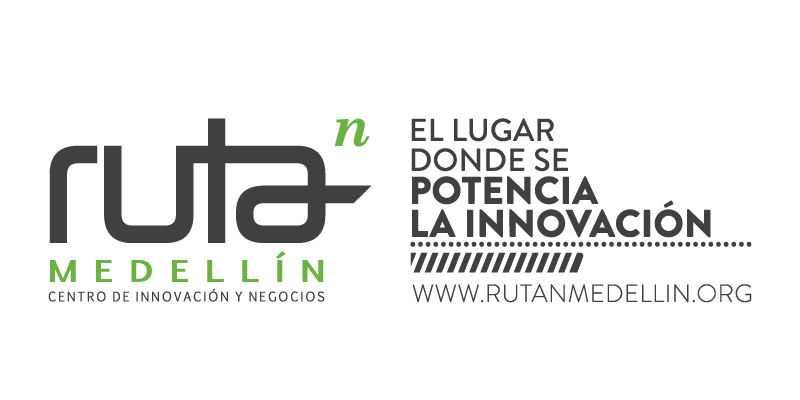 ruta n
MEDELLÍN
CENTRO DE INNOVACIÓN Y NEGOCIOS
EL LUGAR
DONDE SE
POTENCIA
LA INNOVACIÓN
WWW.RUTANMEDELLIN.ORG